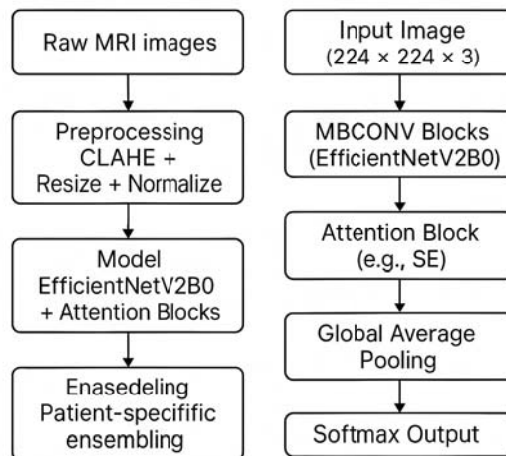 Raw MRI images
Preprocessing
CLAHE +
Resize + Normalize
Model
EfficientNetV2B0
+ Attention Blocks
Enasedeling
Patient-specifific
ensembling
Input Image
(224 × 224 × 3)
MBCONV Blocks
(EfficientNetV2B0)
Attention Block
(e.g., SE)
Global Average
Pooling
Softmax Output